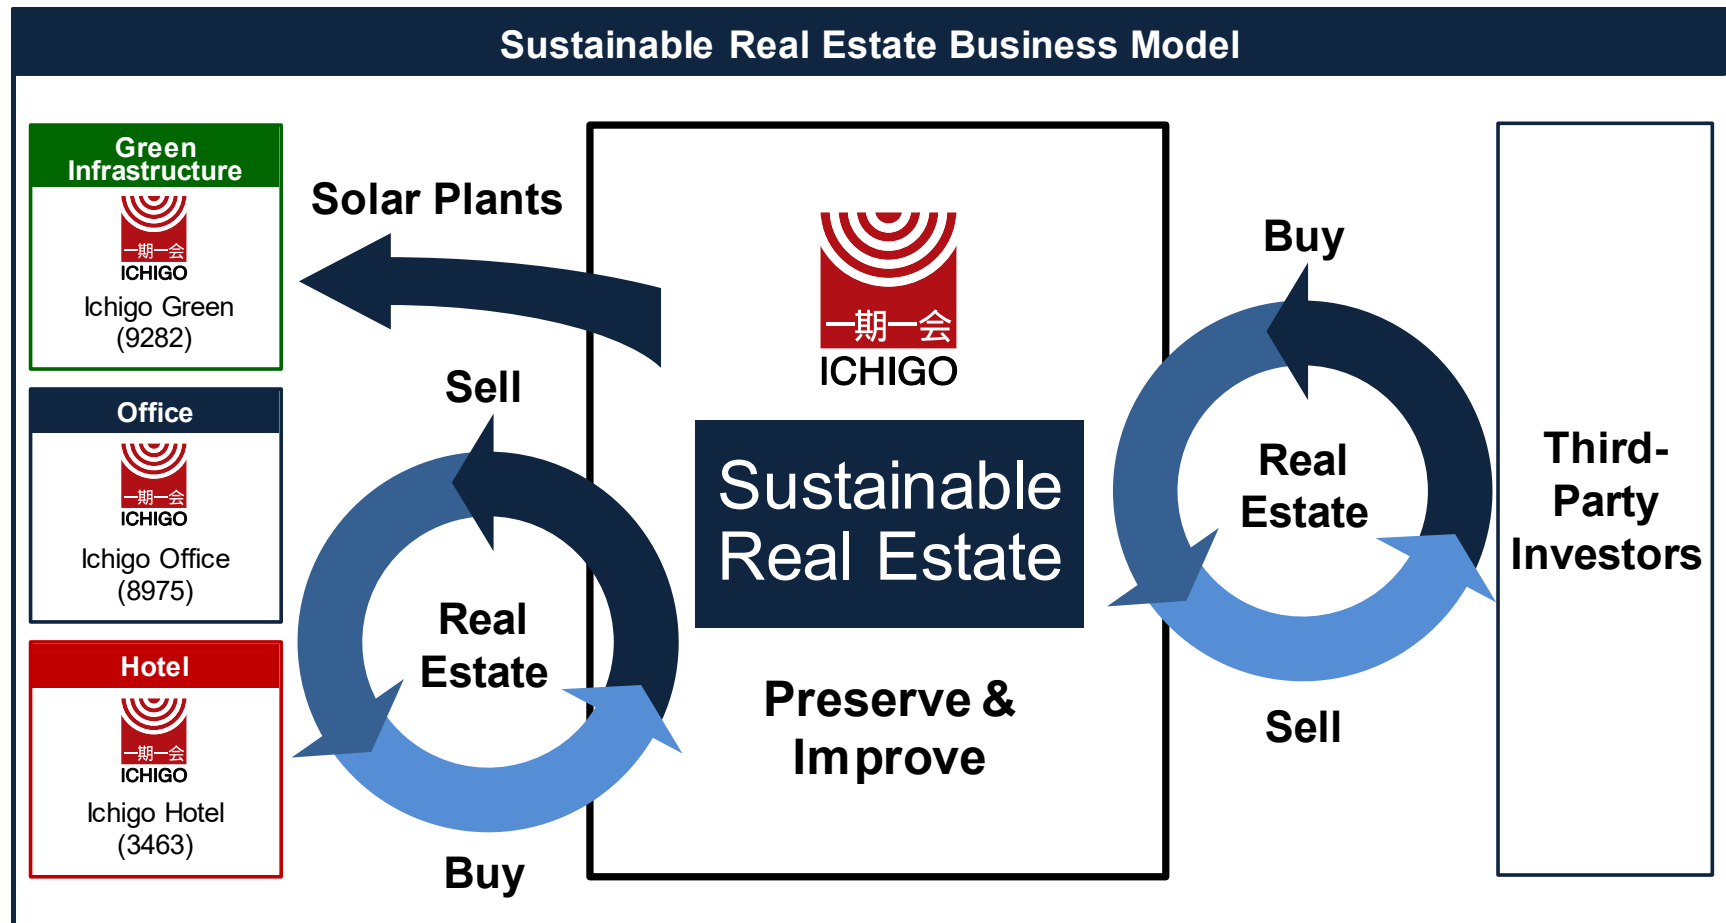 Sustainable Real Estate Business Model
Green
Infrastructure
一期一会
ICHIGO
Ichigo Green
(9282)
Office
一期一会
ICHIGO
Ichigo Office
(8975)
Hotel
一期一会
ICHIGO
Ichigo Hotel
(3463)
Solar Plants
Sell
Real
Estate
Buy
一期一会
ICHIGO
Sustainable
Real Estate
Preserve &
Improve
Buy
Real
Estate
Sell
Third-
Party
Investors